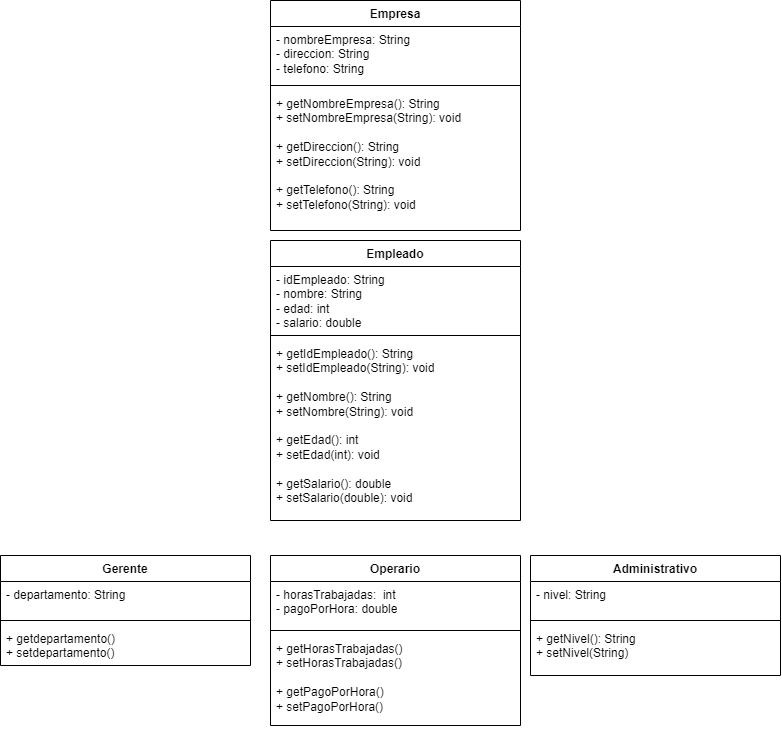 Empresa
- nombreEmpresa: String
- direccion: String
- telefono: String
+ getNombreEmpresa(): String
+ setNombreEmpresa(String): void
+ getDireccion(): String
+ setDireccion(String): void
+ getTelefono(): String
+ setTelefono(String): void
Empleado
- idEmpleado: String
- nombre: String
- edad: int
- salario: double
+ getIdEmpleado(): String
+ setIdEmpleado(String): void
+ getNombre(): String
+ setNombre(String): void
+ getEdad(): int
+ setEdad(int): void
+ getSalario(): double
+ setSalario(double): void
Gerente
- departamento: String
+ getdepartamento()
+ setdepartamento()
Operario
- horasTrabajadas:  int
- pagoPorHora: double
+ getHorasTrabajadas()
+ setHorasTrabajadas()
+ getPagoPorHora()
+ setPagoPorHora()
Administrativo
- nivel: String
+ getNivel(): String
+ setNivel(String)